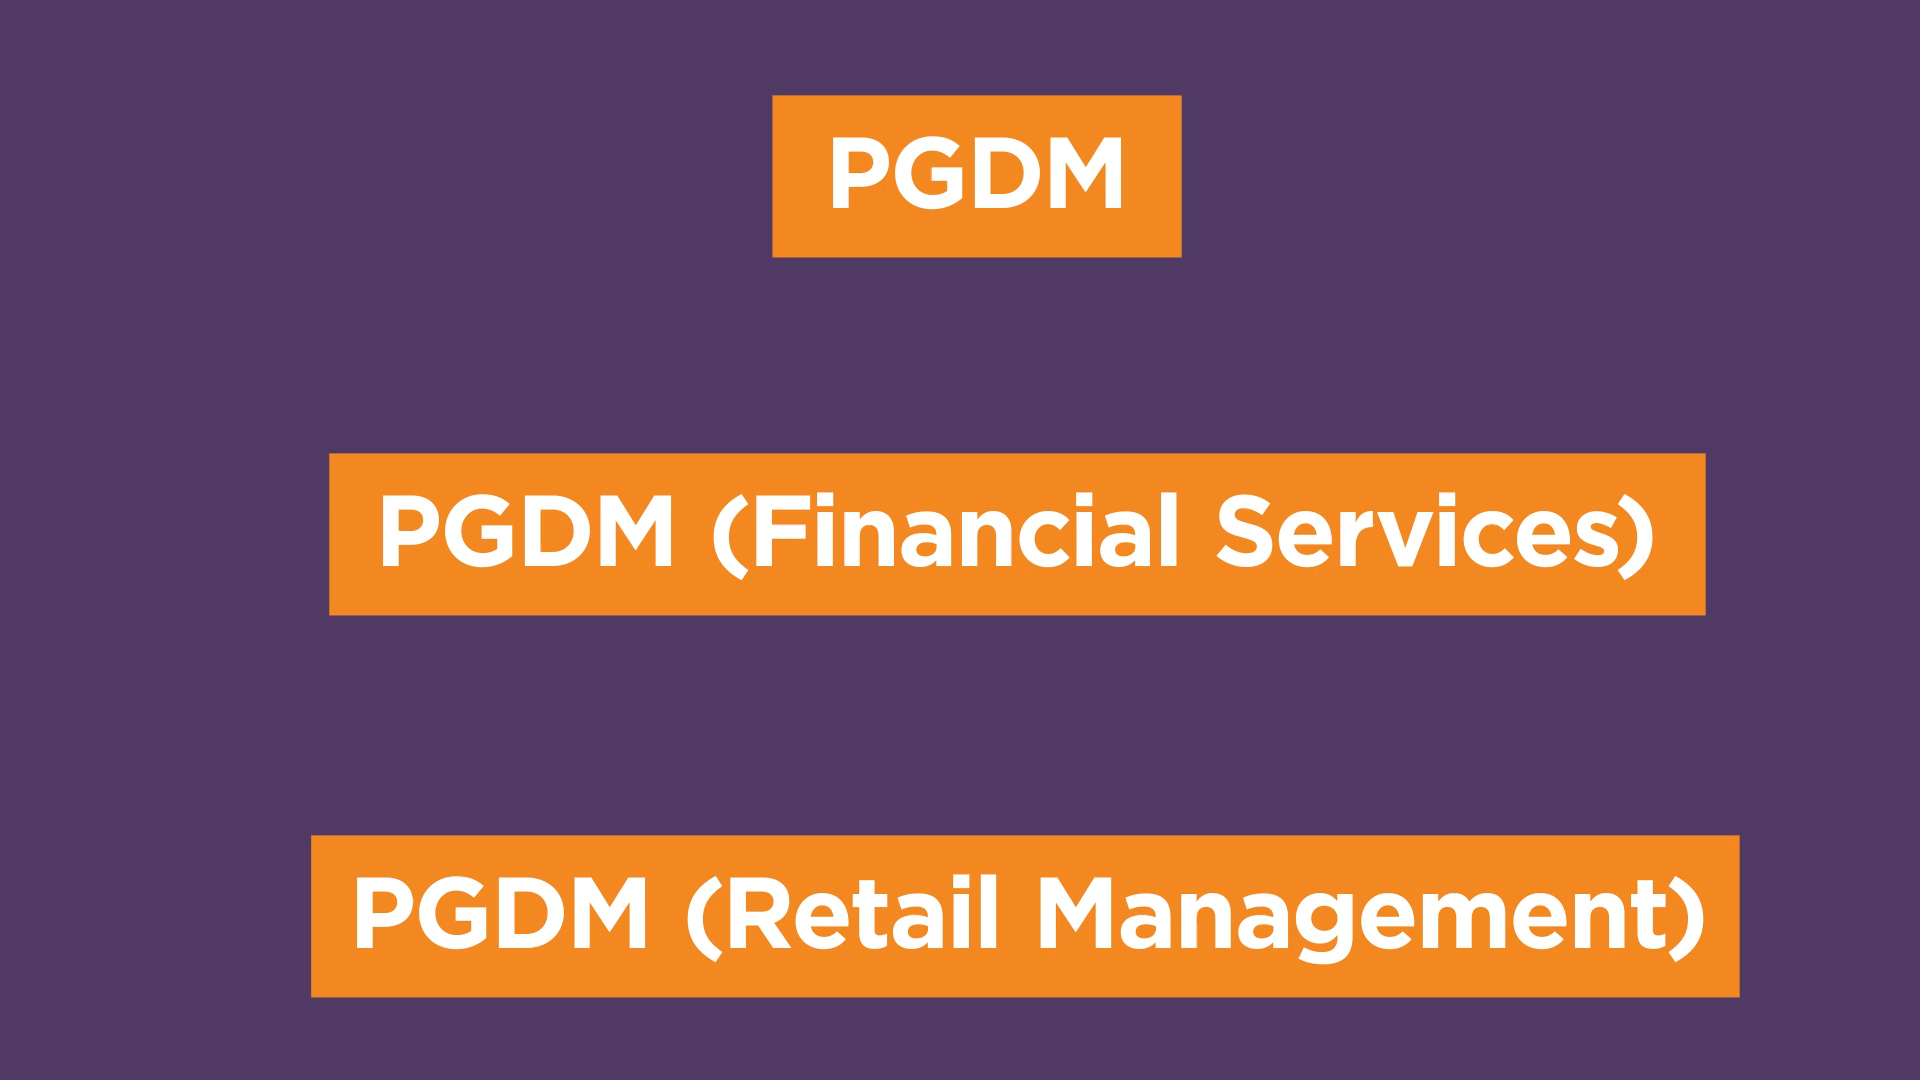 PGDM
PGDM (Financial Services)
PGDM (Retail Management)